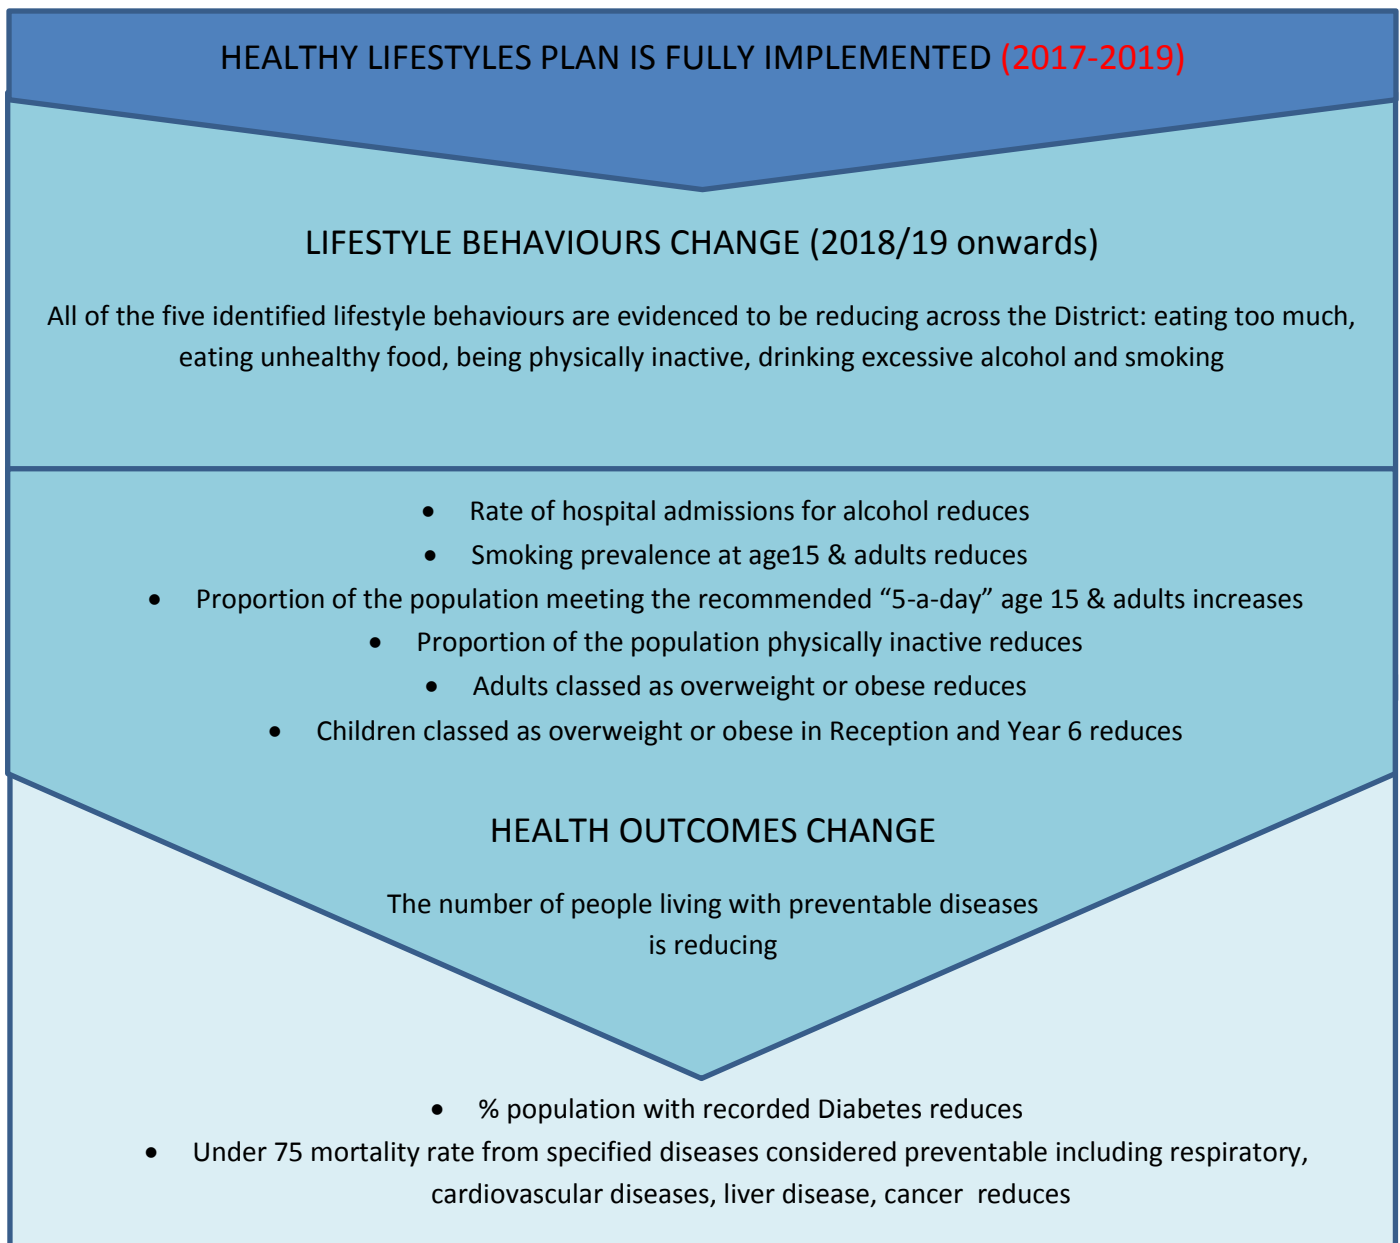 HEALTHY LIFESTYLES PLAN IS FULLY IMPLEMENTED (2017-2019)
LIFESTYLE BEHAVIOURS CHANGE (2018/19 onwards)
All of the five identified lifestyle behaviours are evidenced to be reducing across the District: eating too much,
eating unhealthy food, being physically inactive, drinking excessive alcohol and smoking
• Rate of hospital admissions for alcohol reduces
• Smoking prevalence at age15 & adults reduces
• Proportion of the population meeting the recommended “5-a-day” age 15 & adults increases
• Proportion of the population physically inactive reduces
• Adults classed as overweight or obese reduces
• Children classed as overweight or obese in Reception and Year 6 reduces
HEALTH OUTCOMES CHANGE
The number of people living with preventable diseases
is reducing
• % population with recorded Diabetes reduces
• Under 75 mortality rate from specified diseases considered preventable including respiratory,
cardiovascular diseases, liver disease, cancer reduces